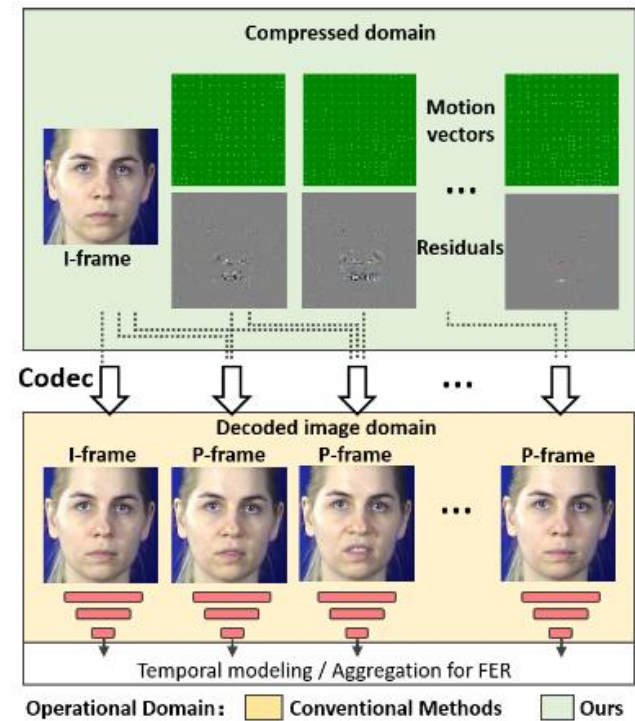 Compressed domain
Motion
vectors
...
Residuals
I-frame
Codec
...
Decoded image domain
I-frame P-frame P-frame P-frame
...
Temporal modeling / Aggregation for FER
Operational Domain: Conventional Methods Ours